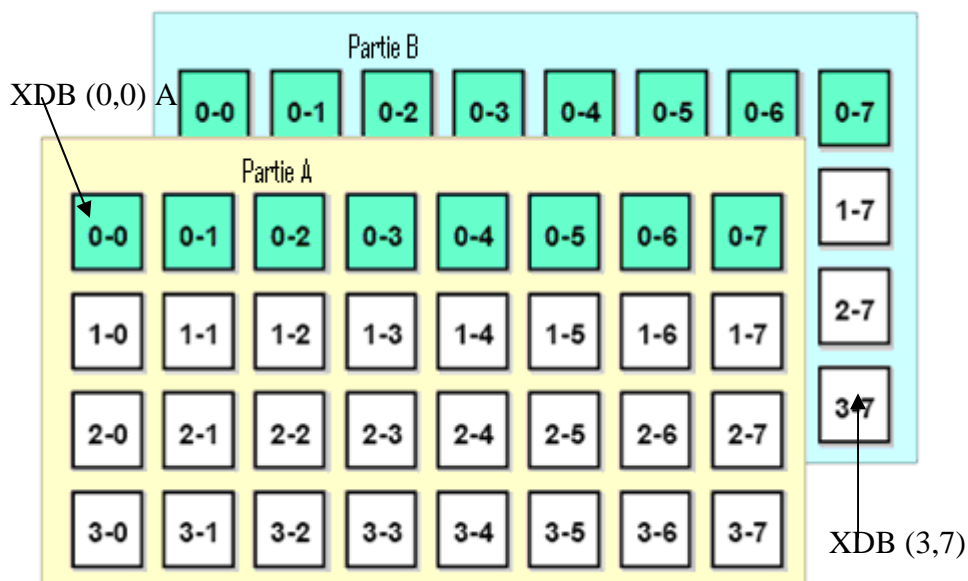 Partie B
XDB (0,0) A
0-0 0-1 0-2 0-3 0-4 0-5 0-6 0-7
1-7
2-7
3-7
Partie A
0-0 0-1 0-2 0-3 0-4 0-5 0-6 0-7
1-0 1-1 1-2 1-3 1-4 1-5 1-6 1-7
2-0 2-1 2-2 2-3 2-4 2-5 2-6 2-7
3-0 3-1 3-2 3-3 3-4 3-5 3-6 3-7
XDB (3,7)